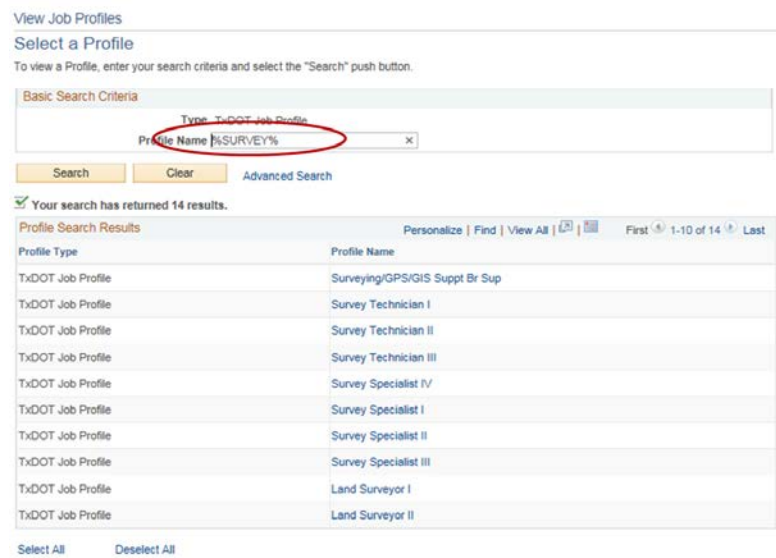 View Job Profiles
Select a Profile
To view a Profile, enter your search criteria and select the "Search" push button.
Basic Search Criteria
Type TxDOT Job Profile
Profile Name %SURVEY% ×
Search Clear Advanced Search
Your search has returned 14 results.
Profile Search Results Personalize | Find | View All | | First 1-10 of 14 Last
Profile Type Profile Name
TxDOT Job Profile Surveying/GPS/GIS Suppt Br Sup
TxDOT Job Profile Survey Technician I
TxDOT Job Profile Survey Technician II
TxDOT Job Profile Survey Technician III
TxDOT Job Profile Survey Specialist IV
TxDOT Job Profile Survey Specialist I
TxDOT Job Profile Survey Specialist II
TxDOT Job Profile Survey Specialist III
TxDOT Job Profile Land Surveyor I
TxDOT Job Profile Land Surveyor II
Select All Deselect All